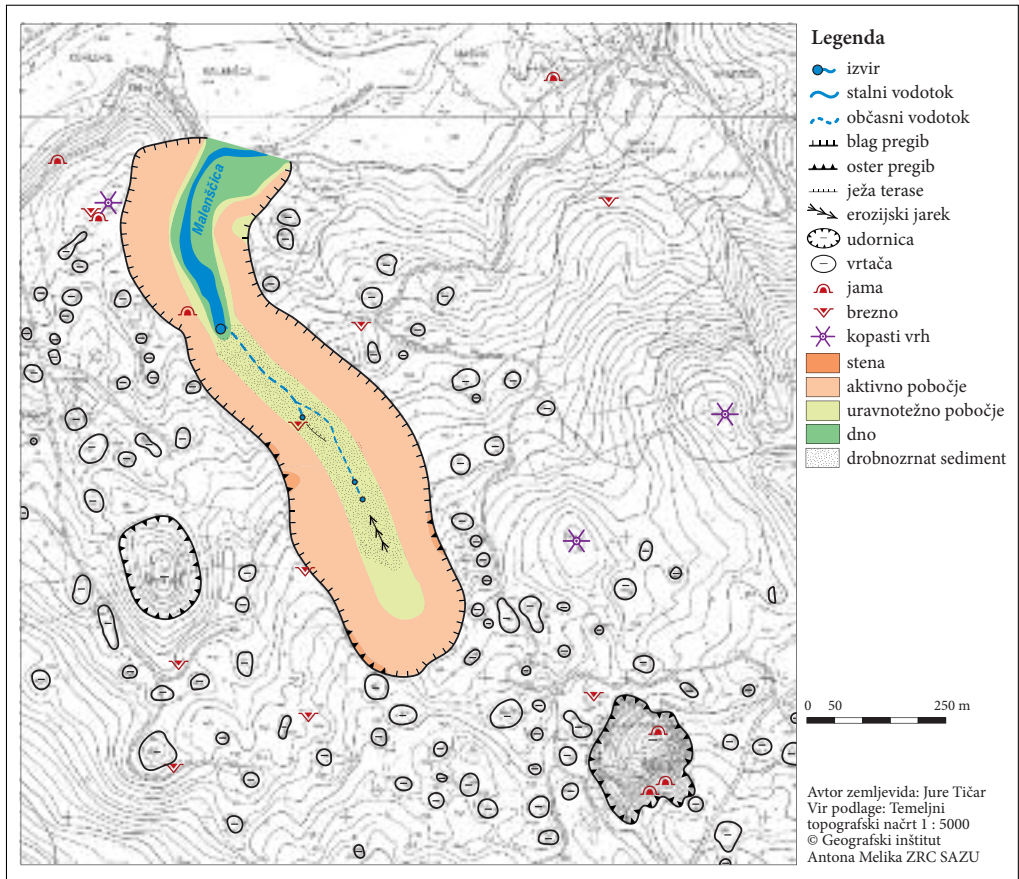 Malenščica
Legenda
izvir
stalni vodotok
občasni vodotok
blag pregib
oster pregib
ježa terase
erozijski jarek
udornica
vrtača
jama
brezno
kopasti vrh
stena
aktivno pobočje
uravnotežno pobočje
dno
drobnozrnat sediment
0 50 250 m
Avtor zemljevida: Jure Tičar
Vir podlage: Temeljni
topografski načrt 1 : 5000
© Geografski inštitut
Antona Melika ZRC SAZU